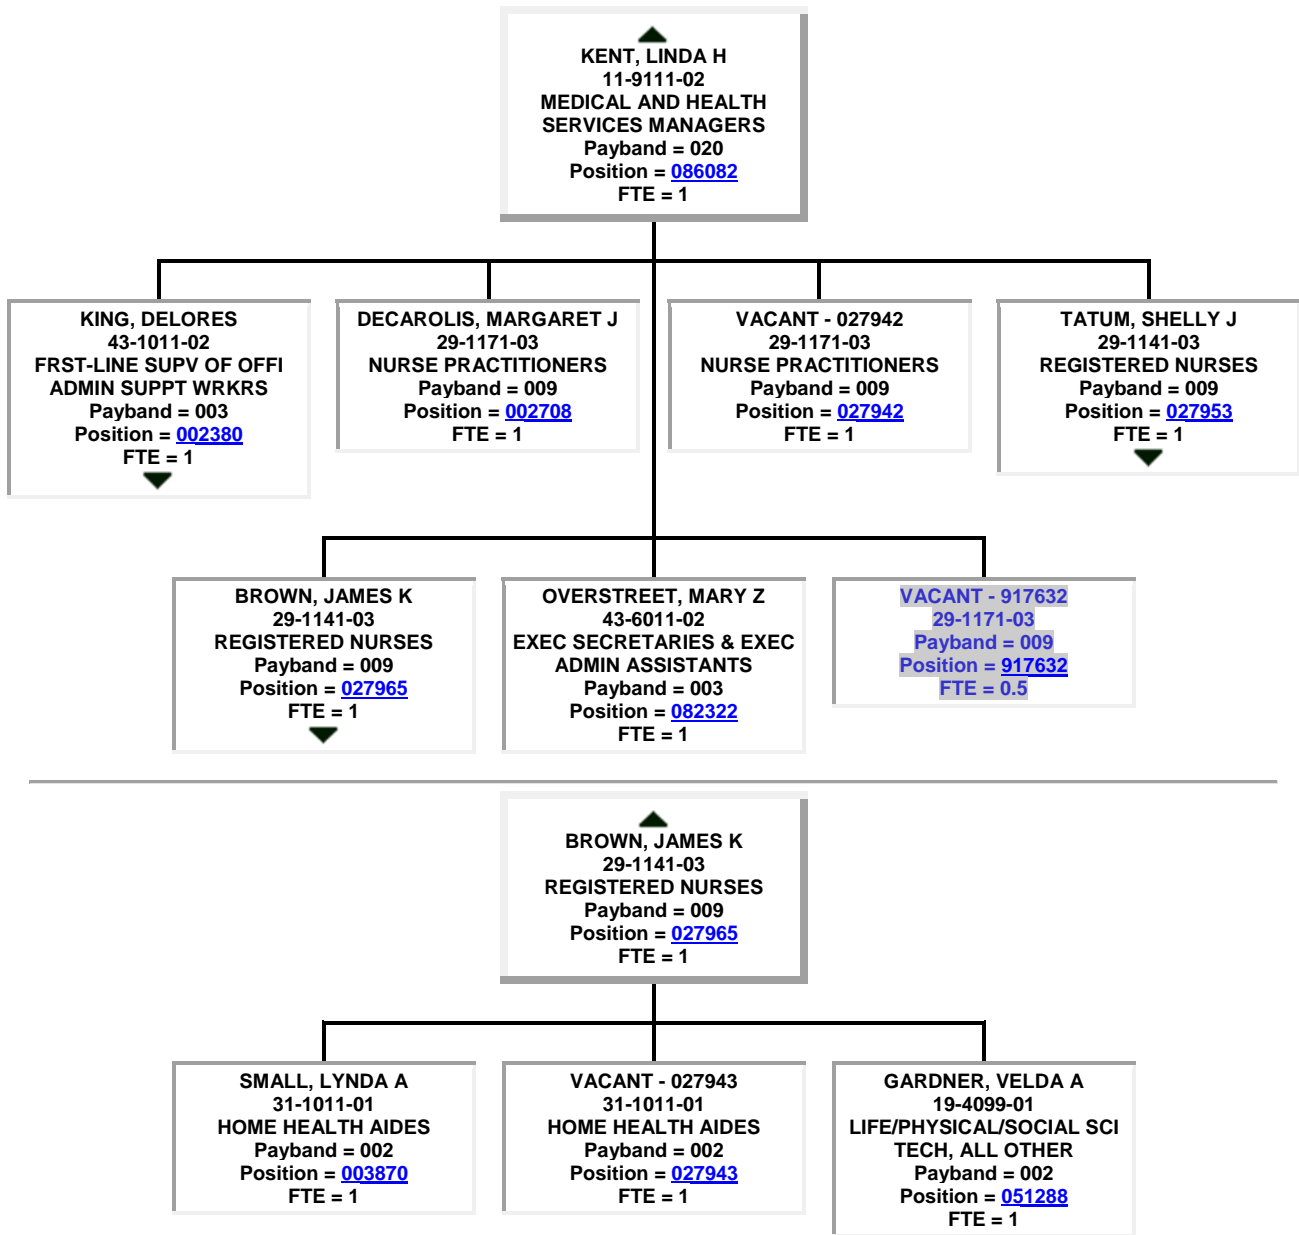 KENT, LINDA H
11-9111-02
MEDICAL AND HEALTH
SERVICES MANAGERS
Payband = 020
Position = 086082
FTE = 1
KING, DELORES
43-1011-02
FRST-LINE SUPV OF OFFI
ADMIN SUPPT WRKRS
Payband = 003
Position = 002380
FTE = 1
DECAROLIS, MARGARET J
29-1171-03
NURSE PRACTITIONERS
Payband = 009
Position = 002708
FTE = 1
VACANT - 027942
29-1171-03
NURSE PRACTITIONERS
Payband = 009
Position = 027942
FTE = 1
TATUM, SHELLY J
29-1141-03
REGISTERED NURSES
Payband = 009
Position = 027953
FTE = 1
BROWN, JAMES K
29-1141-03
REGISTERED NURSES
Payband = 009
Position = 027965
FTE = 1
OVERSTREET, MARY Z
43-6011-02
EXEC SECRETARIES & EXEC
ADMIN ASSISTANTS
Payband = 003
Position = 082322
FTE = 1
VACANT - 917632
29-1171-03
Payband = 009
Position = 917632
FTE = 0.5
BROWN, JAMES K
29-1141-03
REGISTERED NURSES
Payband = 009
Position = 027965
FTE = 1
SMALL, LYNDA A
31-1011-01
HOME HEALTH AIDES
Payband = 002
Position = 003870
FTE = 1
VACANT - 027943
31-1011-01
HOME HEALTH AIDES
Payband = 002
Position = 027943
FTE = 1
GARDNER, VELDA A
19-4099-01
LIFE/PHYSICAL/SOCIAL SCI
TECH, ALL OTHER
Payband = 002
Position = 051288
FTE = 1